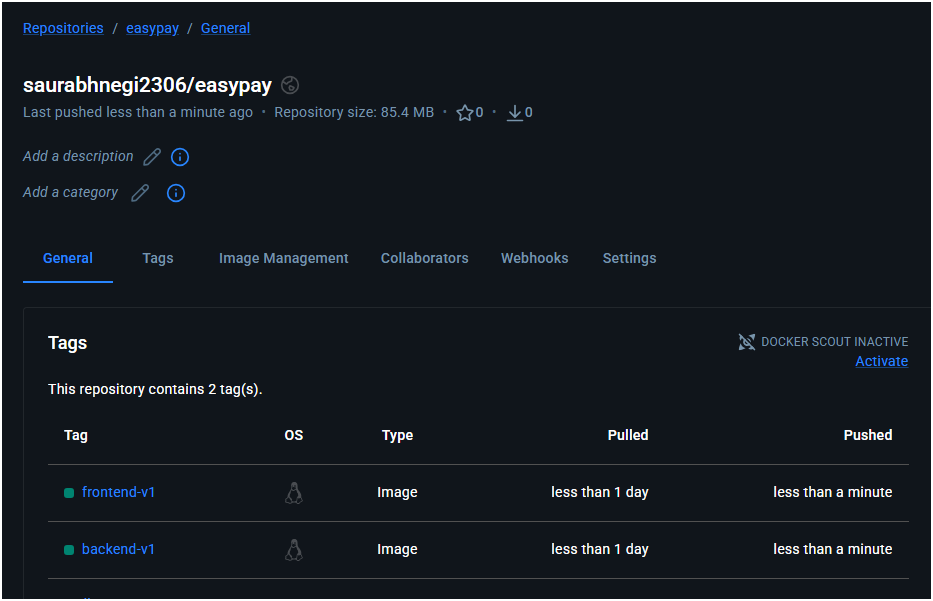 Repositories / easypay / General
saurabhnegi2306/easypay
Last pushed less than a minute ago · Repository size: 85.4 MB · 0 · 0
Add a description
Add a category
General Tags Image Management Collaborators Webhooks Settings
Tags
DOCKER SCOUT INACTIVE
Activate
This repository contains 2 tag(s).
Tag OS Type Pulled Pushed
frontend-v1 Image less than 1 day less than a minute
backend-v1 Image less than 1 day less than a minute